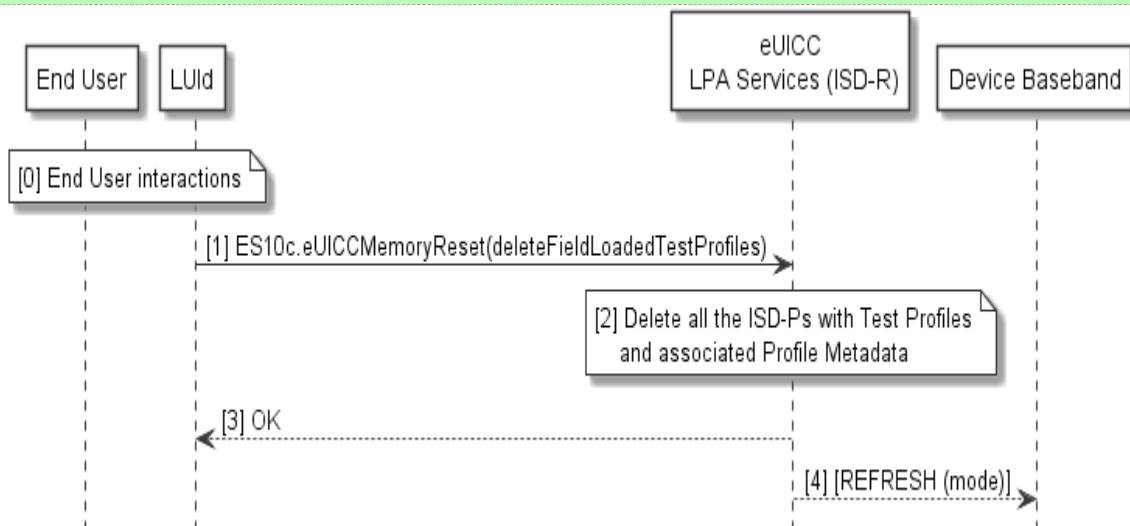 End User
LUId
eUICC
LPA Services (ISD-R)
Device Baseband
[0] End User interactions
[1] ES10c.eUICCMemoryReset(deleteFieldLoadedTestProfiles)
[2] Delete all the ISD-Ps with Test Profiles
and associated Profile Metadata
[3] OK
[4] [REFRESH (mode)]